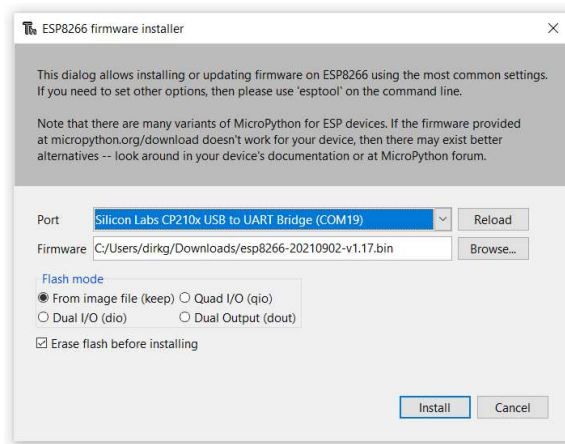 ESP8266 firmware installer
This dialog allows installing or updating firmware on ESP8266 using the most common settings.
If you need to set other options, then please use 'esptool' on the command line.
Note that there are many variants of MicroPython for ESP devices. If the firmware provided
at micropython.org/download doesn't work for your device, then there may exist better
alternatives -- look around in your device's documentation or at MicroPython forum.
Port Silicon Labs CP210x USB to UART Bridge (COM19) Reload
Firmware C:/Users/dirkg/Downloads/esp8266-20210902-v1.17.bin Browse...
Flash mode
From image file (keep) Quad I/O (qio)
Dual I/O (dio) Dual Output (dout)
Erase flash before installing
Install Cancel